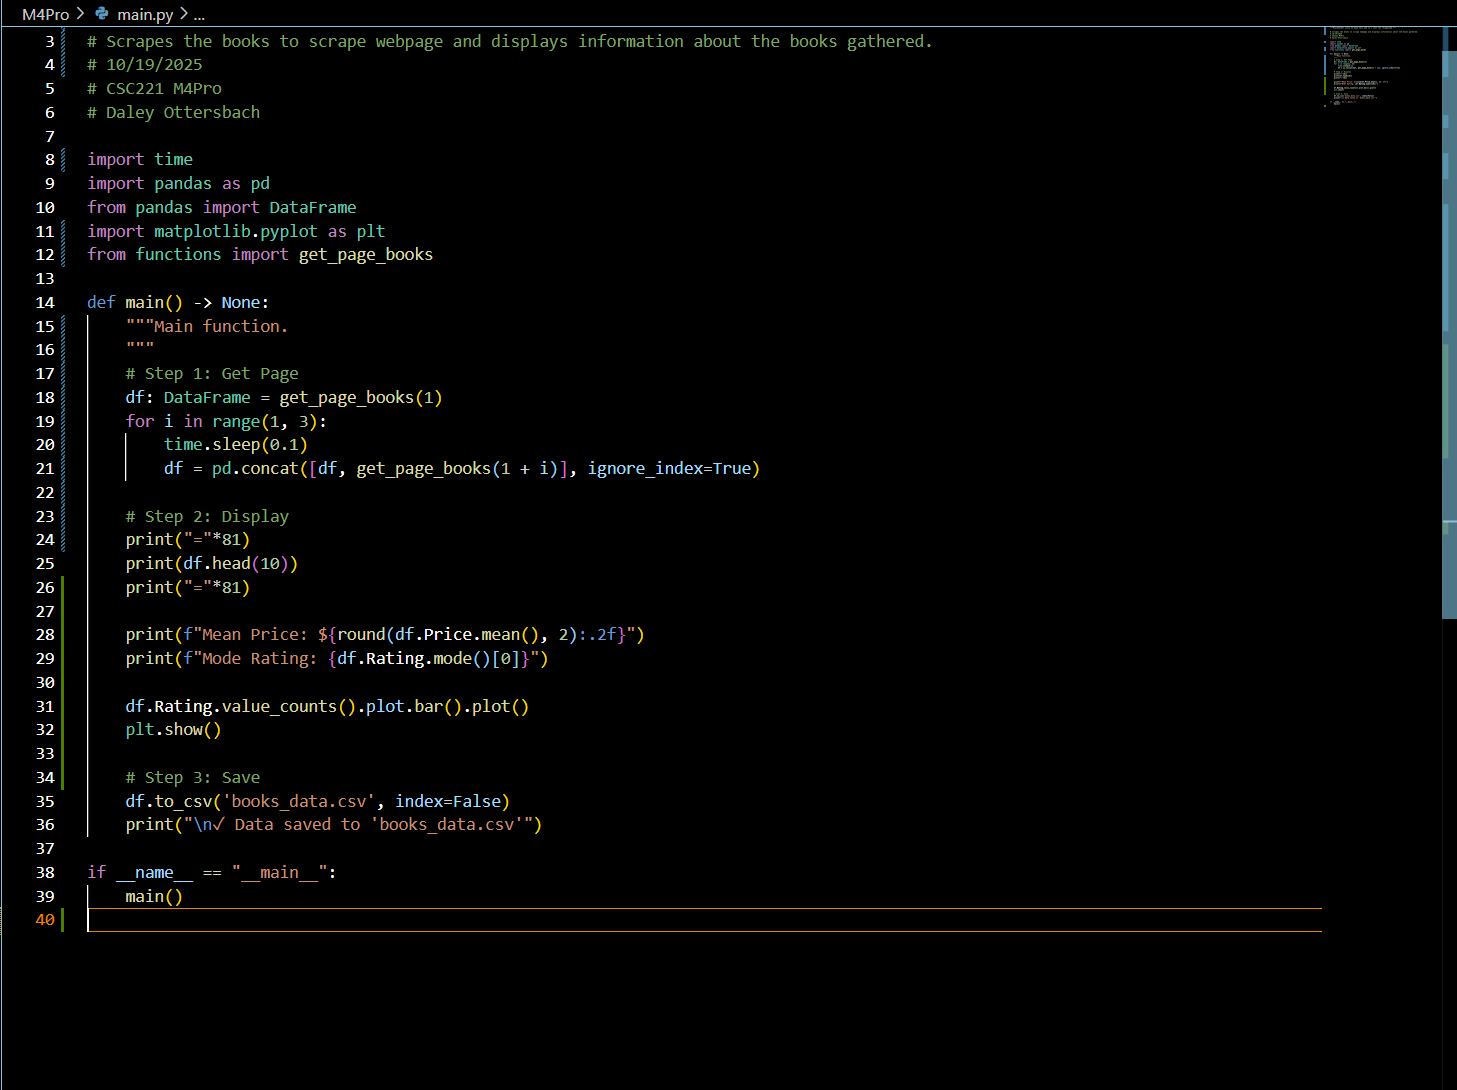 M4Pro > main.py > ...
3 # Scrapes the books to scrape webpage and displays information about the books gathered.
4 # 10/19/2025
5 # CSC221 M4Pro
6 # Daley Ottersbach
7
8 import time
9 import pandas as pd
10 from pandas import DataFrame
11 import matplotlib.pyplot as plt
12 from functions import get_page_books
13
14 def main() -> None:
15     """Main function.
16     """
17     # Step 1: Get Page
18     df: DataFrame = get_page_books(1)
19     for i in range(1, 3):
20         time.sleep(0.1)
21         df = pd.concat([df, get_page_books(1 + i)], ignore_index=True)
22
23     # Step 2: Display
24     print("="*81)
25     print(df.head(10))
26     print("="*81)
27
28     print(f"Mean Price: ${round(df.Price.mean(), 2):.2f}")
29     print(f"Mode Rating: {df.Rating.mode()[0]}")
30
31     df.Rating.value_counts().plot.bar().plot()
32     plt.show()
33
34     # Step 3: Save
35     df.to_csv('books_data.csv', index=False)
36     print("\n✓ Data saved to 'books_data.csv'")
37
38 if __name__ == "__main__":
39     main()
40